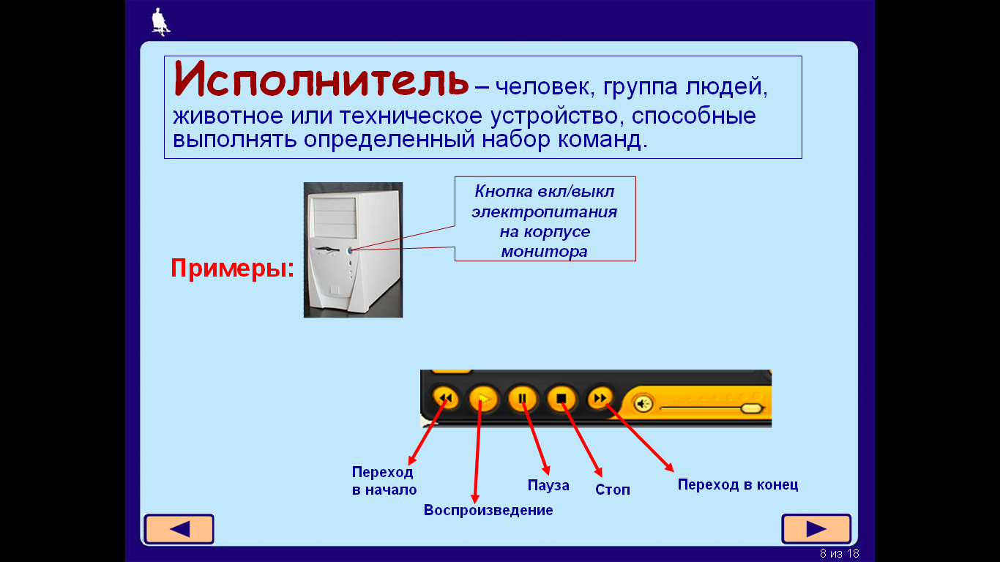 Исполнитель – человек, группа людей,
животное или техническое устройство, способные
выполнять определенный набор команд.
Кнопка вкл/выкл
электропитания
на корпусе
монитора
Примеры:
Переход
в начало
Воспроизведение
Пауза
Стоп
Переход в конец
8 из 18